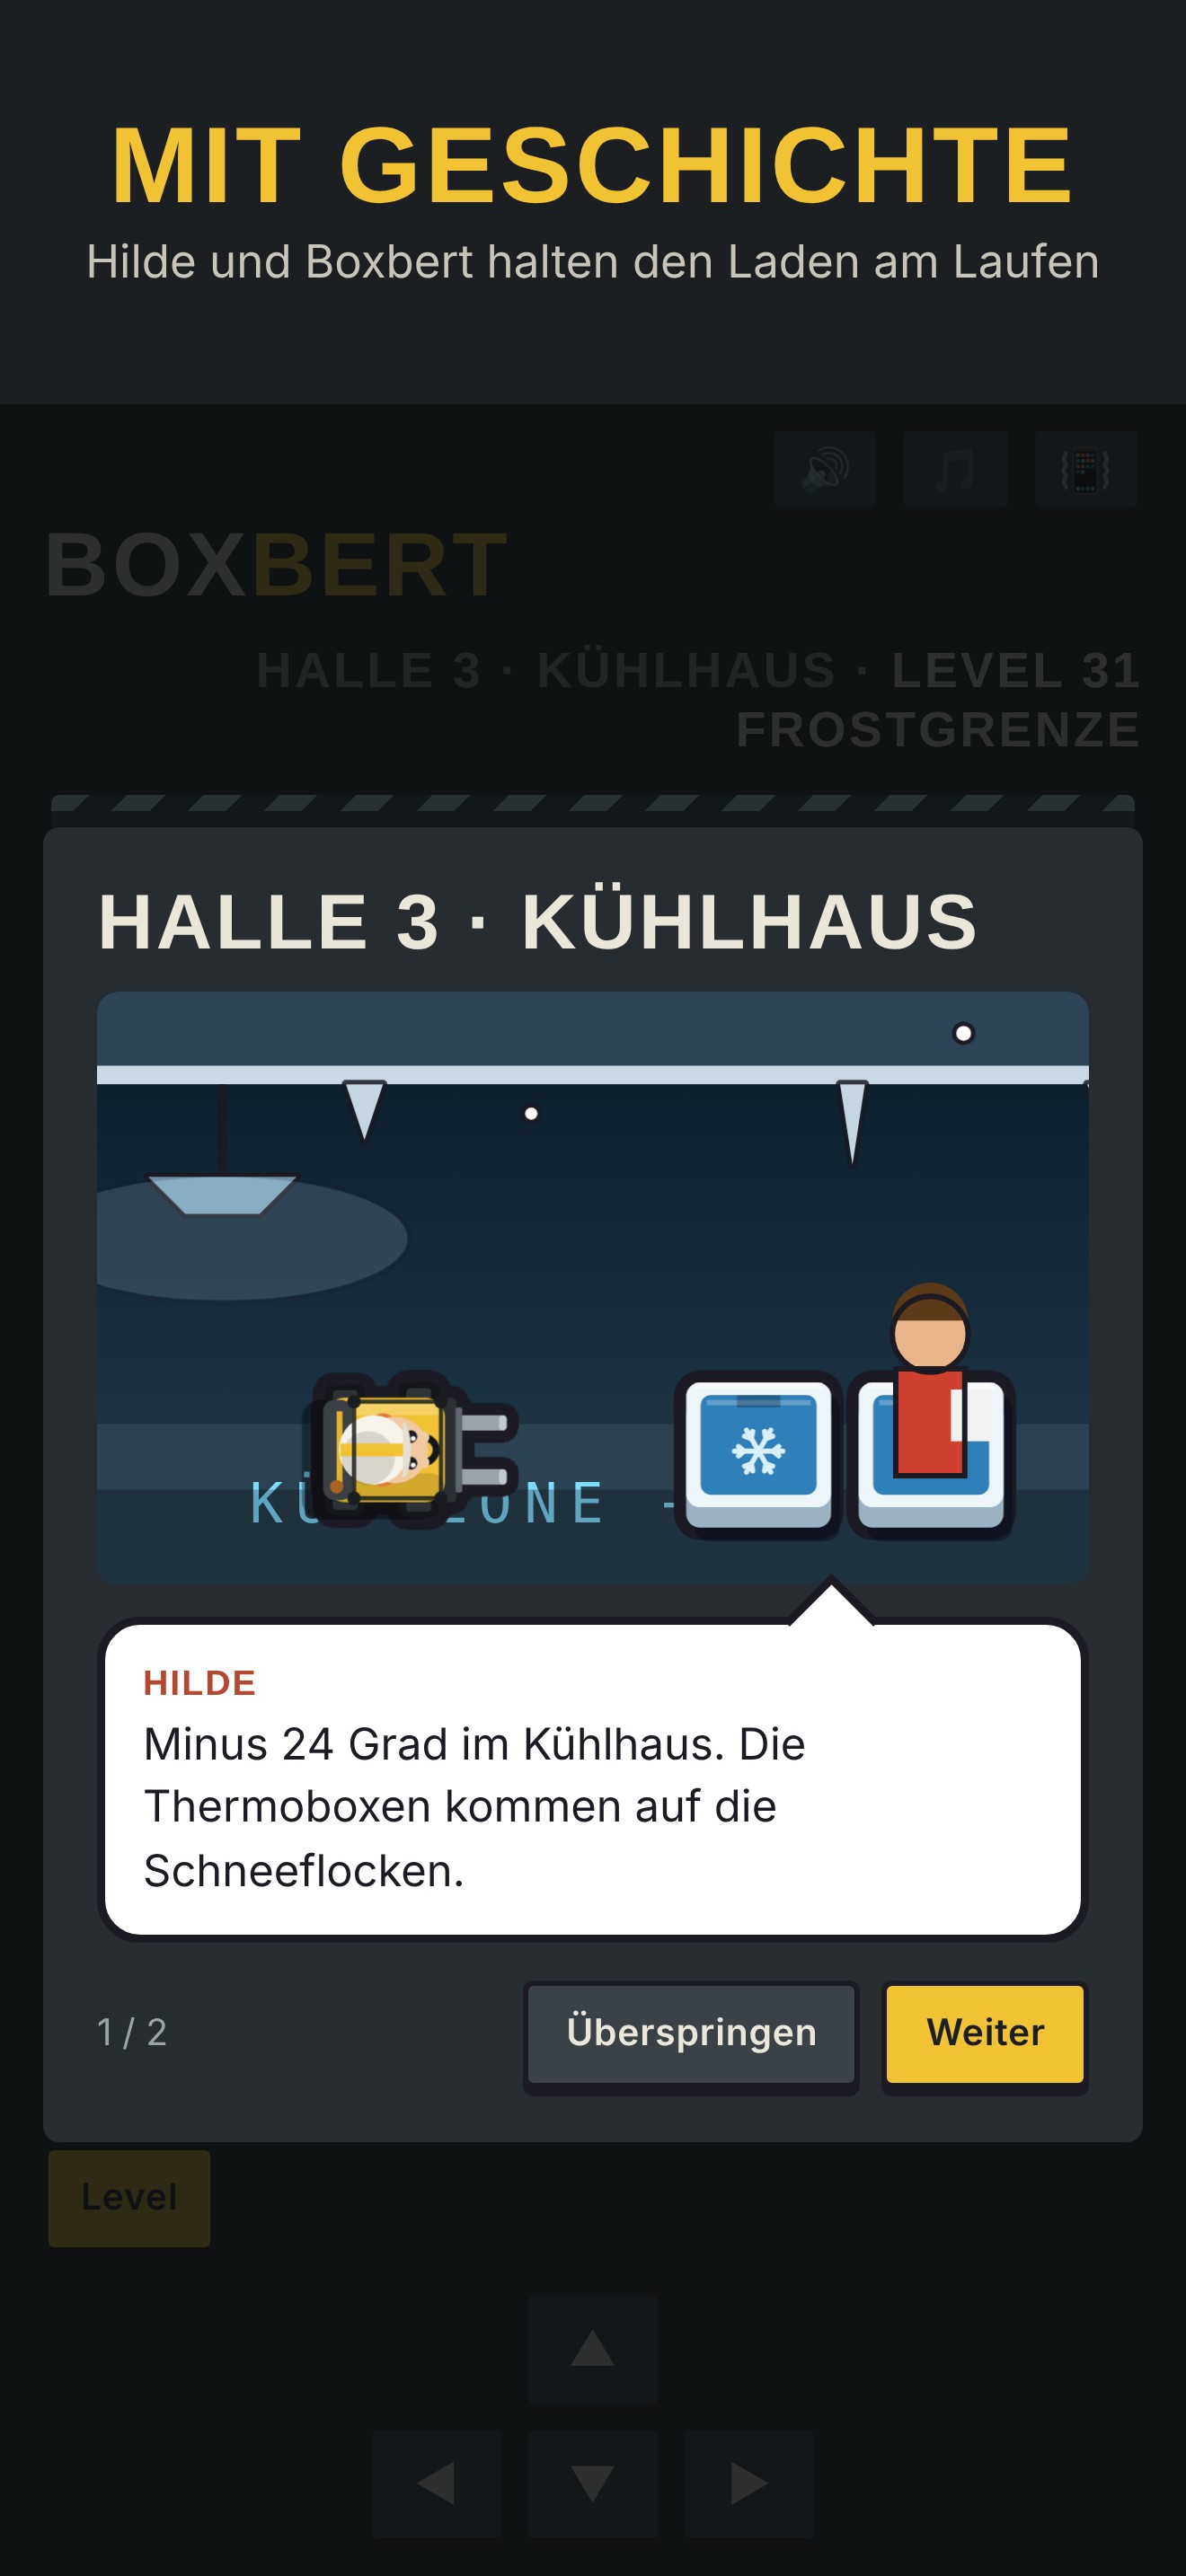 MIT GESCHICHTE
Hilde und Boxbert halten den Laden am Laufen
BOXBERT
HALLE 3 · KÜHLHAUS · LEVEL 31
FROSTGRENZE
HALLE 3 · KÜHLHAUS
HILDE
Minus 24 Grad im Kühlhaus. Die
Thermoboxen kommen auf die
Schneeflocken.
1 / 2
Überspringen
Weiter
Level